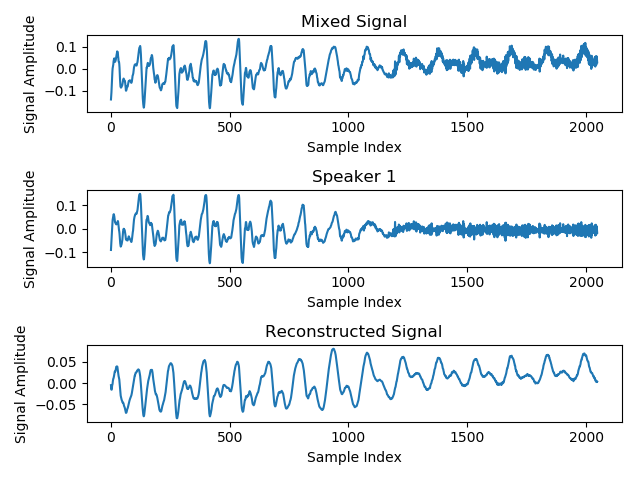 Mixed Signal
Signal Amplitude
0.1
0.0
−0.1
0 500 1000 1500 2000
Sample Index
Speaker 1
Signal Amplitude
0.1
0.0
−0.1
0 500 1000 1500 2000
Sample Index
Reconstructed Signal
Signal Amplitude
0.05
0.00
−0.05
0 500 1000 1500 2000
Sample Index